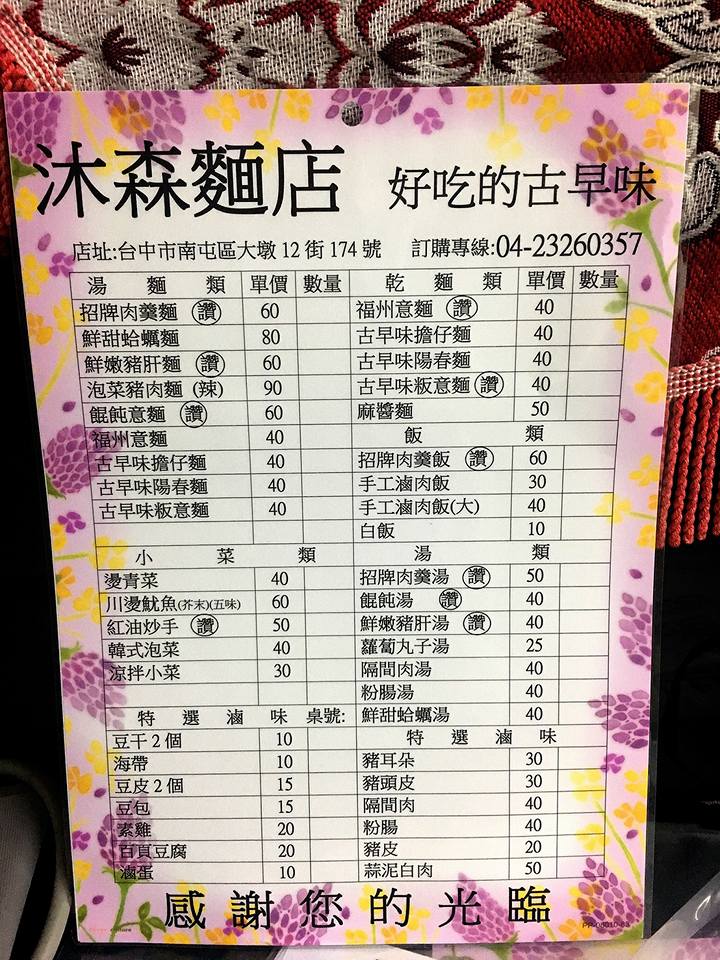 沐森麵店 好吃的古早味
店址:台中市南屯區大墩12街174號 訂購專線:04-23260357
湯麵類 單價 數量 乾麵類 單價 數量
招牌肉羹麵 讚 60 福州意麵 讚 40
鮮甜蛤蠣麵 80 古早味擔仔麵 40
鮮嫩豬肝麵 讚 60 古早味陽春麵 40
泡菜豬肉麵(辣) 90 古早味粄意麵 讚 40
餛飩意麵 讚 60 麻醬麵 50
福州意麵 40 飯類
古早味擔仔麵 40 招牌肉羹飯 讚 60
古早味陽春麵 40 手工滷肉飯 30
古早味粄意麵 40 手工滷肉飯(大) 40
白飯 10
小菜類 湯類
燙青菜 40 招牌肉羹湯 讚 50
川燙魷魚(芥末)(五味) 60 餛飩湯 讚 40
紅油炒手 讚 50 鮮嫩豬肝湯 讚 40
韓式泡菜 40 蘿蔔丸子湯 25
涼拌小菜 30 隔間肉湯 40
粉腸湯 40
特選滷味 桌號: 鮮甜蛤蠣湯 40
豆干2個 10 特選滷味
海帶 10 豬耳朵 30
豆皮2個 15 豬頭皮 30
豆包 15 隔間肉 40
素雞 20 粉腸 40
百頁豆腐 20 豬皮 20
滷蛋 10 蒜泥白肉 50
感謝您的光臨